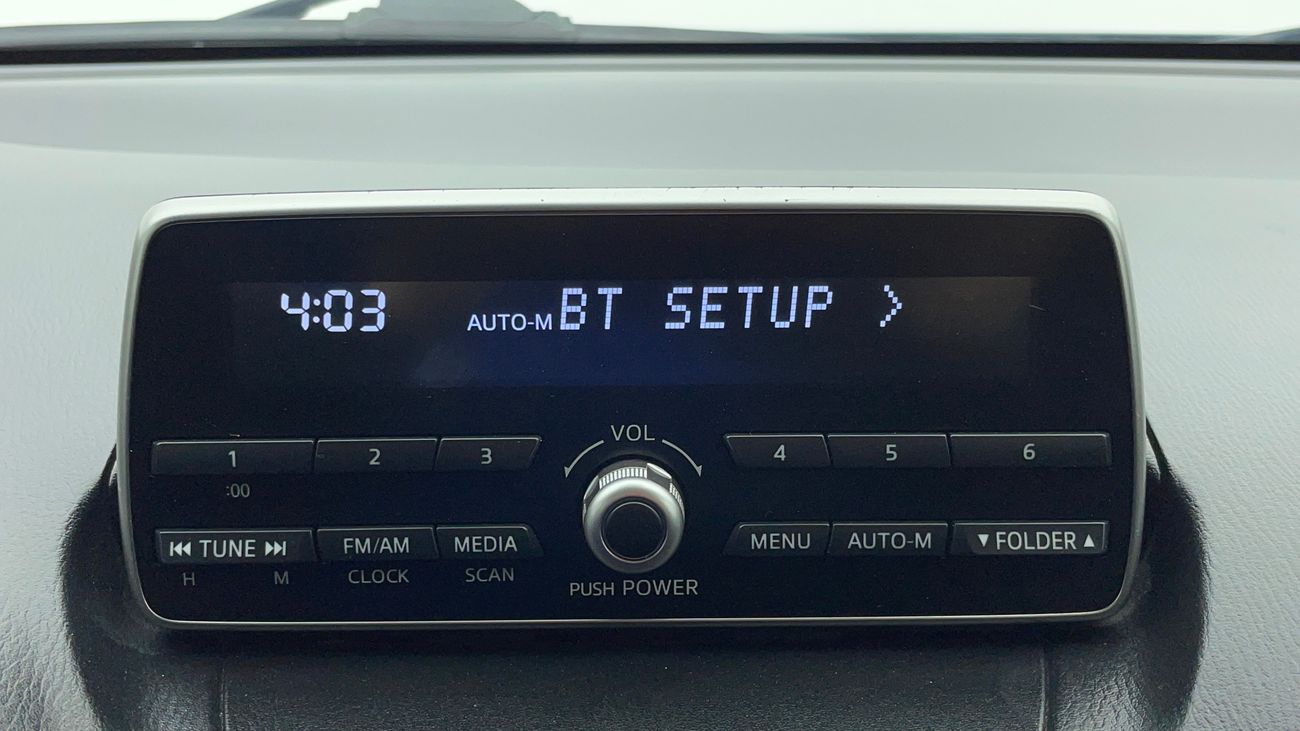 4:03 AUTO-M BT SETUP >
VOL
1 2 3 4 5 6
:00
⏮ TUNE ⏭ FM/AM MEDIA MENU AUTO-M ▼ FOLDER ▲
H M CLOCK SCAN
PUSH POWER